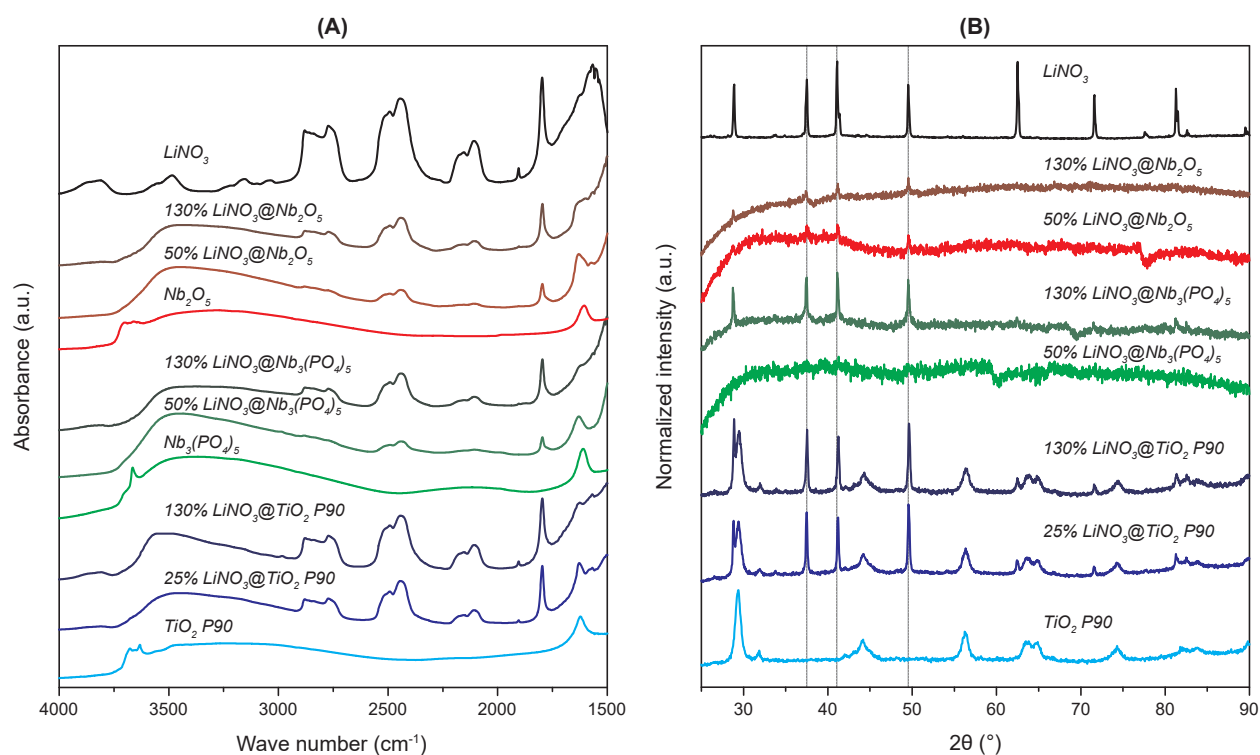 (A)
Absorbance (a.u.)
LiNO₃
130% LiNO₃@Nb₂O₅
50% LiNO₃@Nb₂O₅
Nb₂O₅
130% LiNO₃@Nb₃(PO₄)₅
50% LiNO₃@Nb₃(PO₄)₅
Nb₃(PO₄)₅
130% LiNO₃@TiO₂ P90
25% LiNO₃@TiO₂ P90
TiO₂ P90
4000 3500 3000 2500 2000 1500
Wave number (cm⁻¹)
(B)
Normalized intensity (a.u.)
LiNO₃
130% LiNO₃@Nb₂O₅
50% LiNO₃@Nb₂O₅
130% LiNO₃@Nb₃(PO₄)₅
50% LiNO₃@Nb₃(PO₄)₅
130% LiNO₃@TiO₂ P90
25% LiNO₃@TiO₂ P90
TiO₂ P90
30 40 50 60 70 80 90
2θ (°)